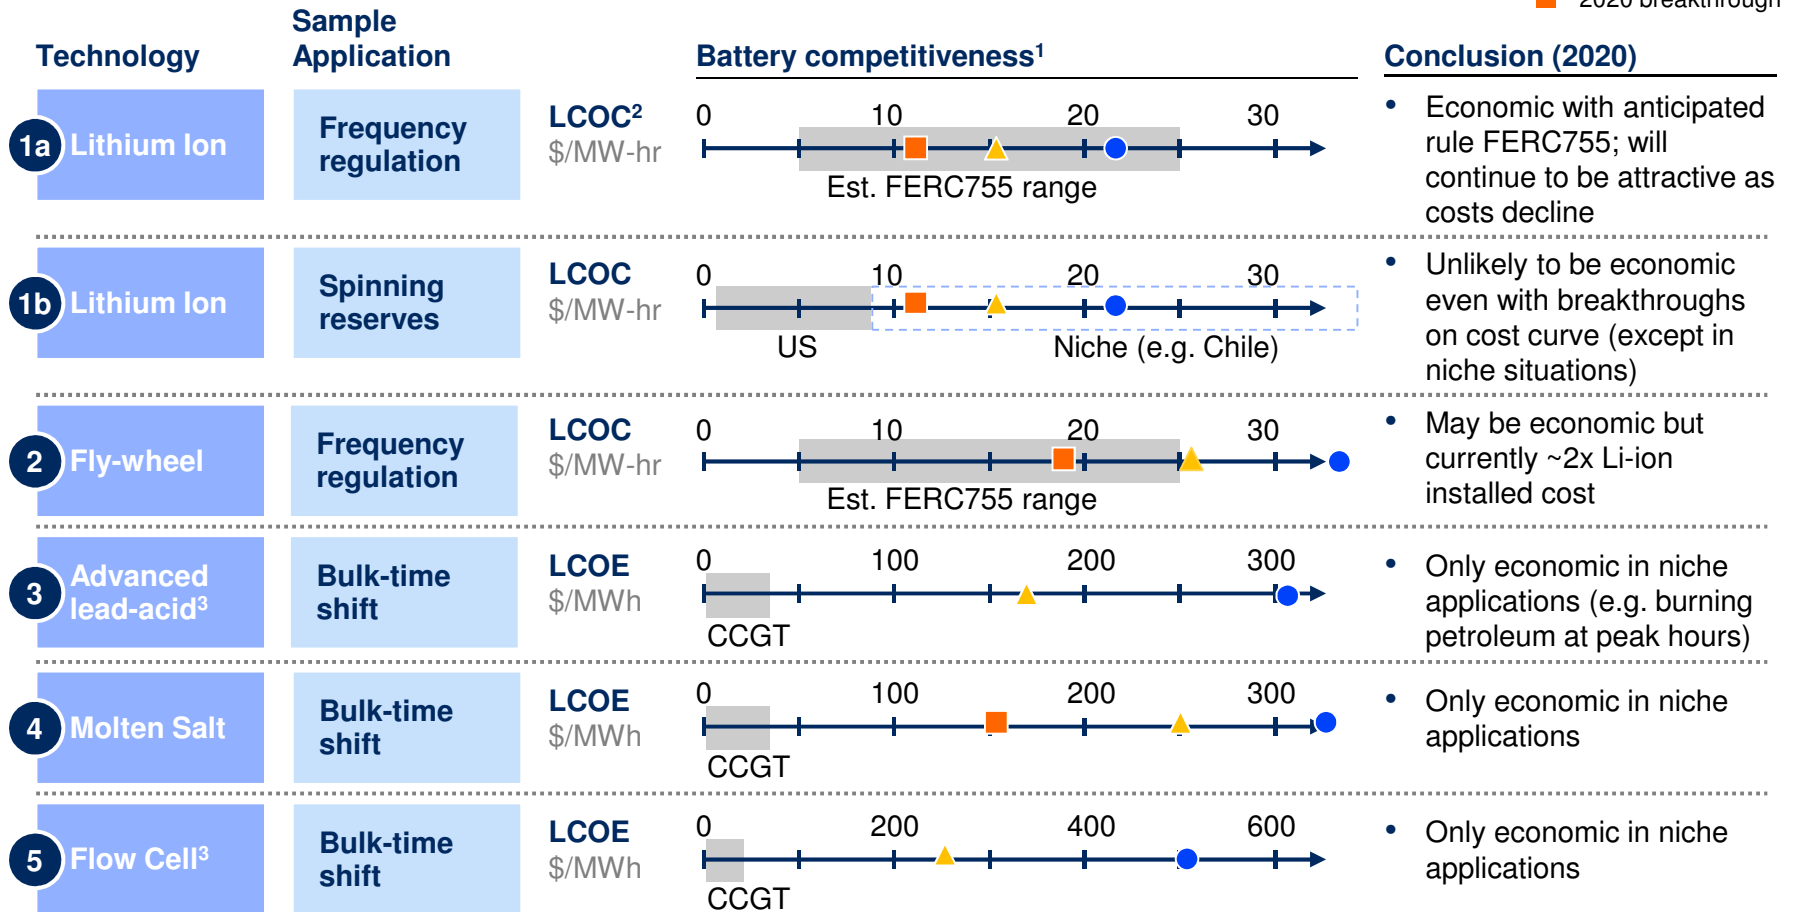 2020 breakthrough
Sample
Technology Application Battery competitiveness¹ Conclusion (2020)
1a Lithium Ion
Frequency
regulation
LCOC²
$/MW-hr
0 10 20 30
Est. FERC755 range
• Economic with anticipated
rule FERC755; will
continue to be attractive as
costs decline
1b Lithium Ion
Spinning
reserves
LCOC
$/MW-hr
0 10 20 30
US Niche (e.g. Chile)
• Unlikely to be economic
even with breakthroughs
on cost curve (except in
niche situations)
2 Fly-wheel
Frequency
regulation
LCOC
$/MW-hr
0 10 20 30
Est. FERC755 range
• May be economic but
currently ~2x Li-ion
installed cost
3 Advanced
lead-acid³
Bulk-time
shift
LCOE
$/MWh
0 100 200 300
CCGT
• Only economic in niche
applications (e.g. burning
petroleum at peak hours)
4 Molten Salt
Bulk-time
shift
LCOE
$/MWh
0 100 200 300
CCGT
• Only economic in niche
applications
5 Flow Cell³
Bulk-time
shift
LCOE
$/MWh
0 200 400 600
CCGT
• Only economic in niche
applications